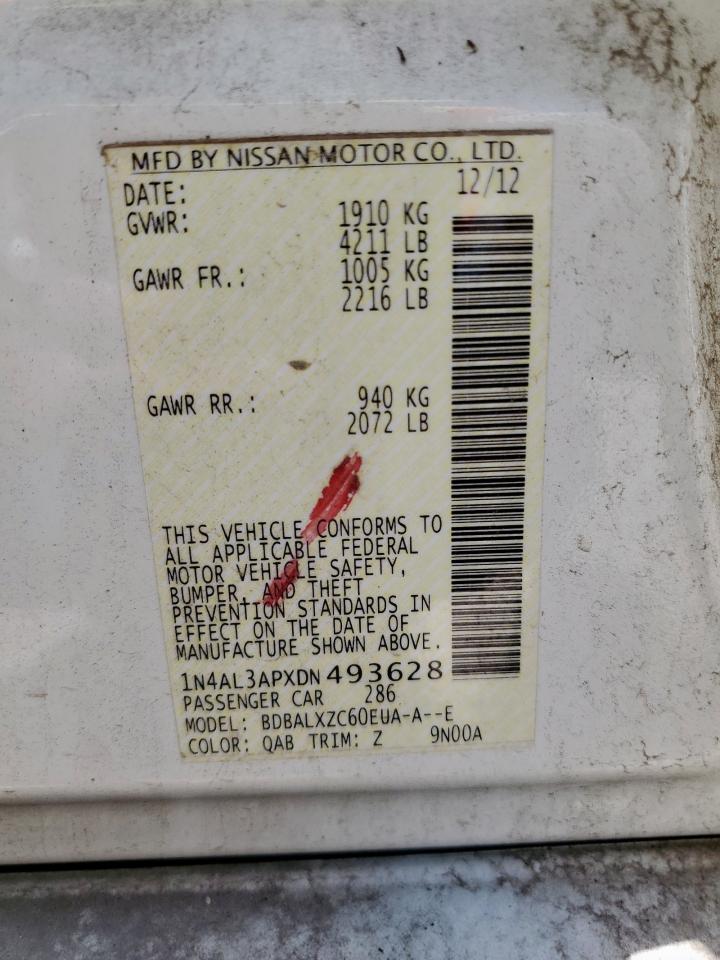 MFD BY NISSAN MOTOR CO., LTD.
DATE: 12/12
GVWR: 1910 KG
4211 LB
GAWR FR.: 1005 KG
2216 LB
GAWR RR.: 940 KG
2072 LB
THIS VEHICLE CONFORMS TO
ALL APPLICABLE FEDERAL
MOTOR VEHICLE SAFETY,
BUMPER, AND THEFT
PREVENTION STANDARDS IN
EFFECT ON THE DATE OF
MANUFACTURE SHOWN ABOVE.
1N4AL3APXDN493628
PASSENGER CAR 286
MODEL: BDBALXZC60EUA-A--E
COLOR: QAB TRIM: Z 9N00A